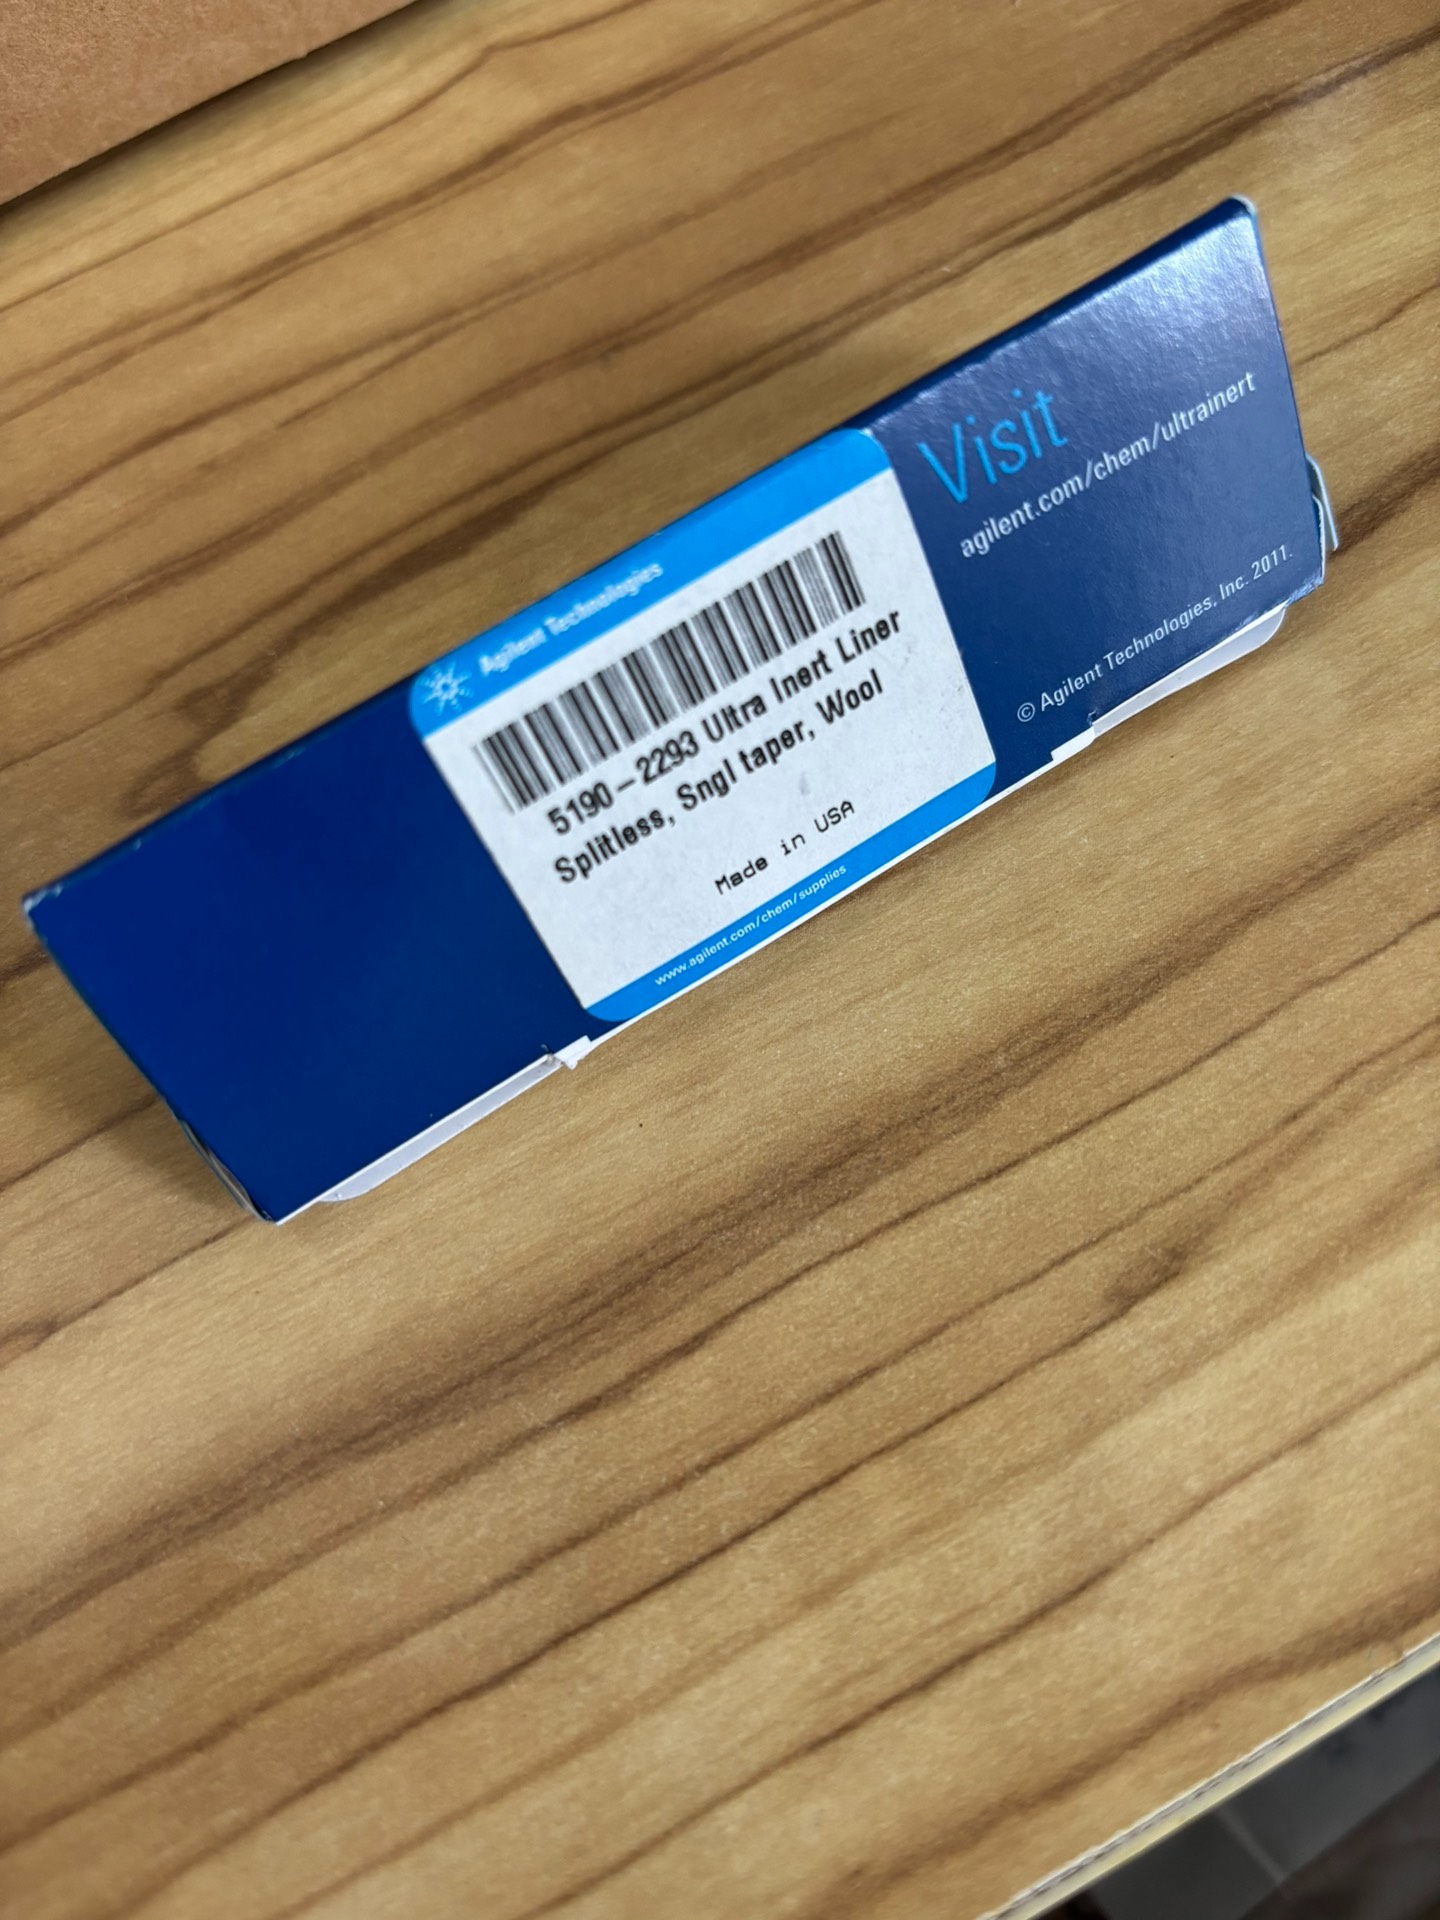 Agilent Technologies
5190-2293 Ultra Inert Liner
Splitless, Sngl taper, Wool
Made in USA
www.agilent.com/chem/supplies
Visit
agilent.com/chem/ultrainert
© Agilent Technologies, Inc. 2011.